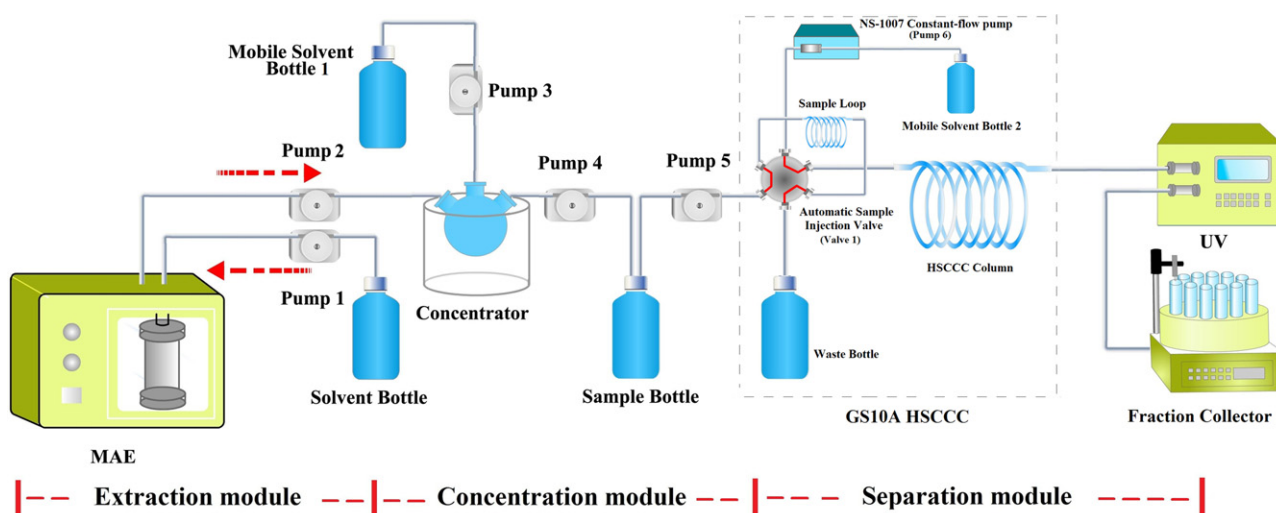 NS-1007 Constant-flow pump
(Pump 6)
Mobile Solvent
Bottle 1
Pump 3
Sample Loop
Mobile Solvent Bottle 2
Pump 2
Pump 4
Pump 5
Automatic Sample
Injection Valve
(Valve 1)
HSCCC Column
UV
Pump 1
Concentrator
Waste Bottle
Solvent Bottle
Sample Bottle
GS10A HSCCC
Fraction Collector
MAE
Extraction module
Concentration module
Separation module